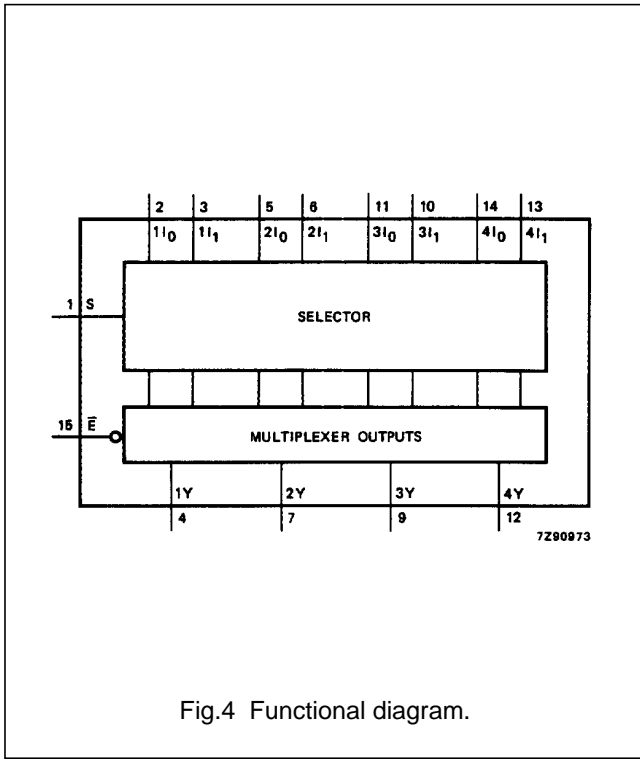 2 3 5 6 11 10 14 13
1I0 1I1 2I0 2I1 3I0 3I1 4I0 4I1
1 S
SELECTOR
15 E̅
MULTIPLEXER OUTPUTS
1Y 2Y 3Y 4Y
4 7 9 12
7Z90973
Fig.4 Functional diagram.